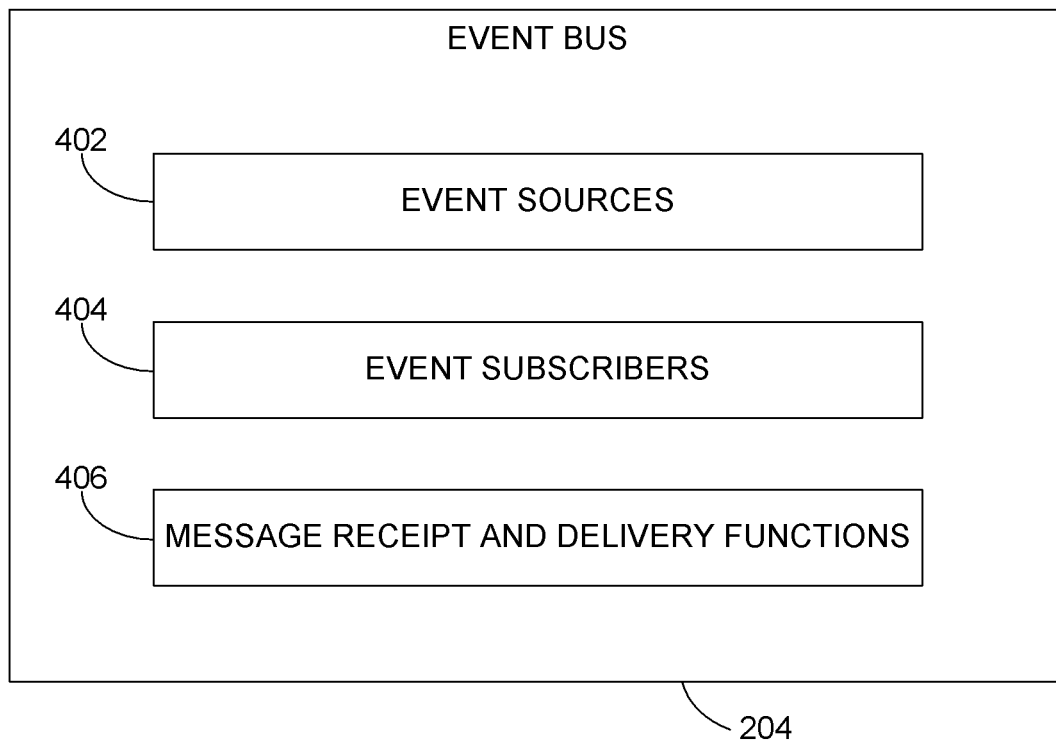 EVENT BUS
402
EVENT SOURCES
404
EVENT SUBSCRIBERS
406
MESSAGE RECEIPT AND DELIVERY FUNCTIONS
204